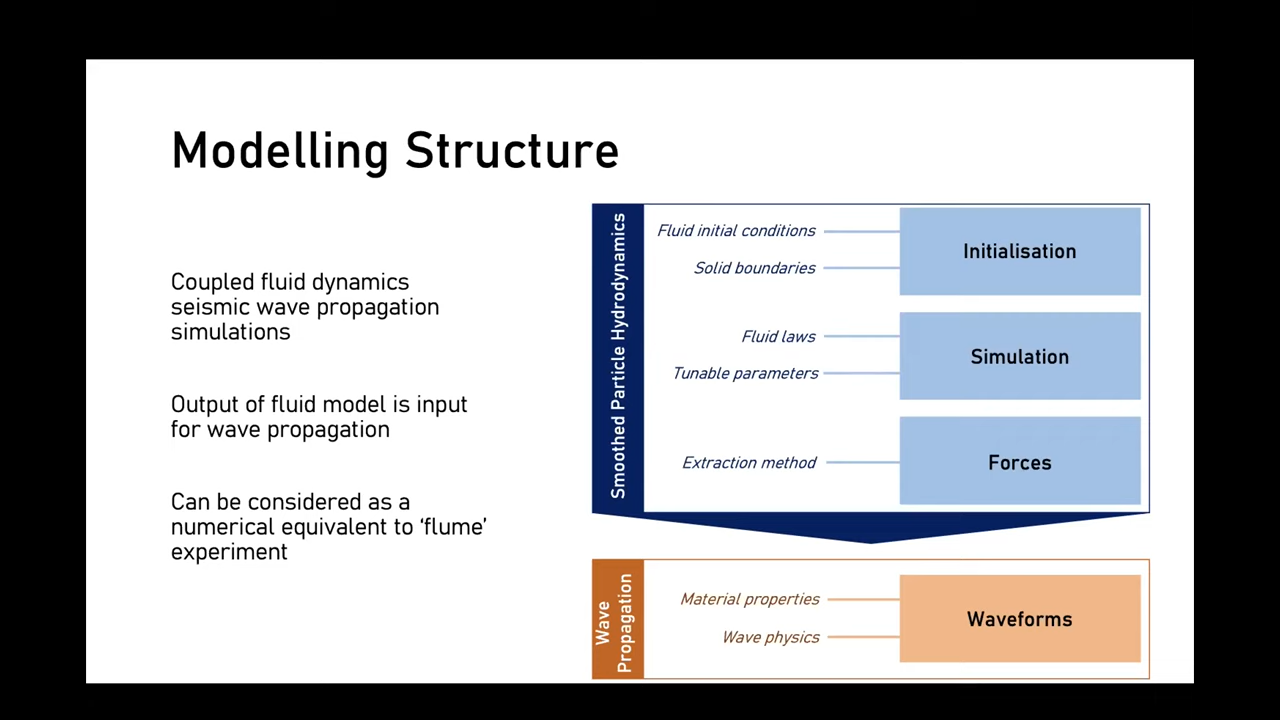 Modelling Structure
Coupled fluid dynamics
seismic wave propagation
simulations
Output of fluid model is input
for wave propagation
Can be considered as a
numerical equivalent to ‘flume’
experiment
Smoothed Particle Hydrodynamics
Fluid initial conditions
Solid boundaries
Initialisation
Fluid laws
Tunable parameters
Simulation
Extraction method
Forces
Wave
Propagation
Material properties
Wave physics
Waveforms